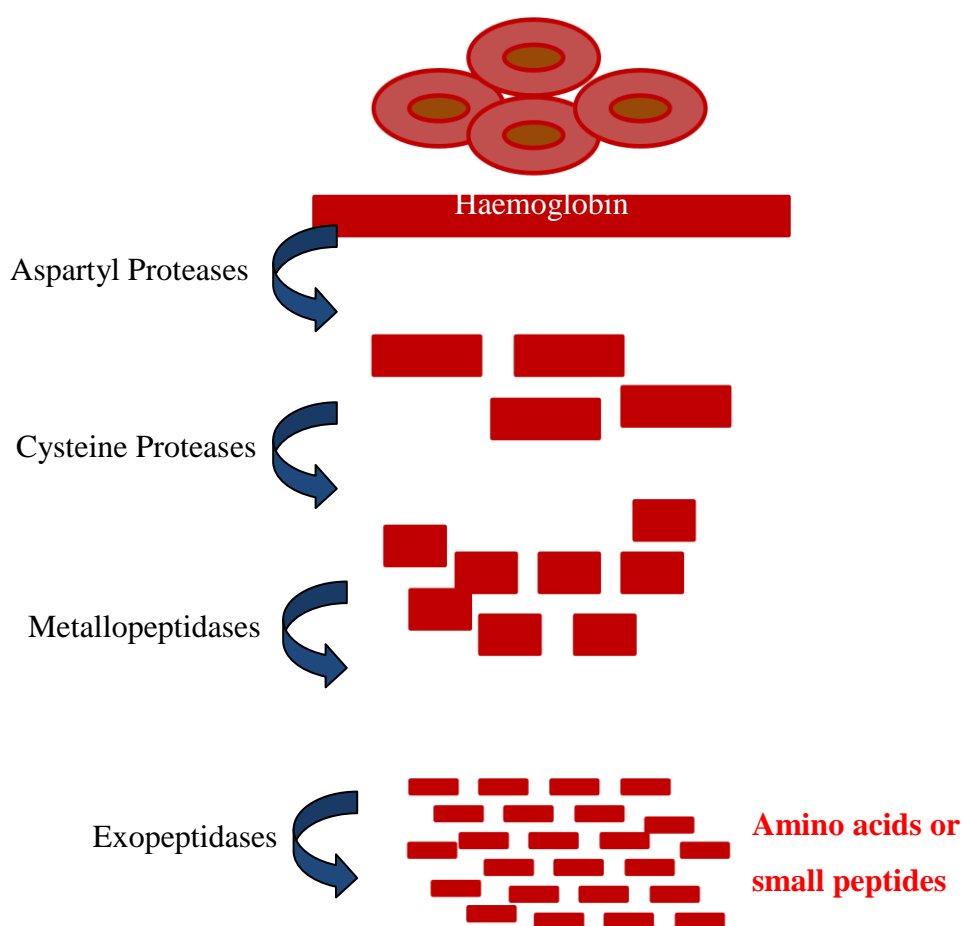 Haemoglobin
Aspartyl Proteases
Cysteine Proteases
Metallopeptidases
Exopeptidases
Amino acids or
small peptides